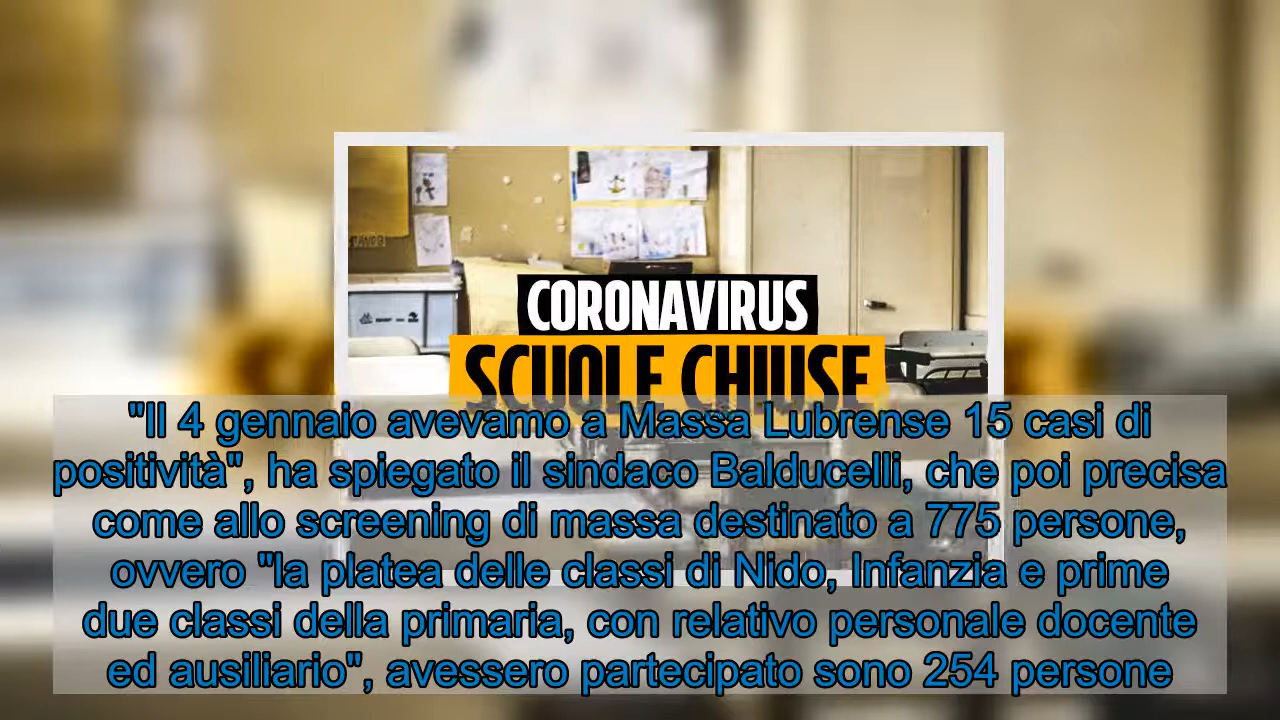 CORONAVIRUS
SCUOLE CHIUSE
"Il 4 gennaio avevamo a Massa Lubrense 15 casi di
positività", ha spiegato il sindaco Balducelli, che poi precisa
come allo screening di massa destinato a 775 persone,
ovvero "la platea delle classi di Nido, Infanzia e prime
due classi della primaria, con relativo personale docente
ed ausiliario", avessero partecipato sono 254 persone